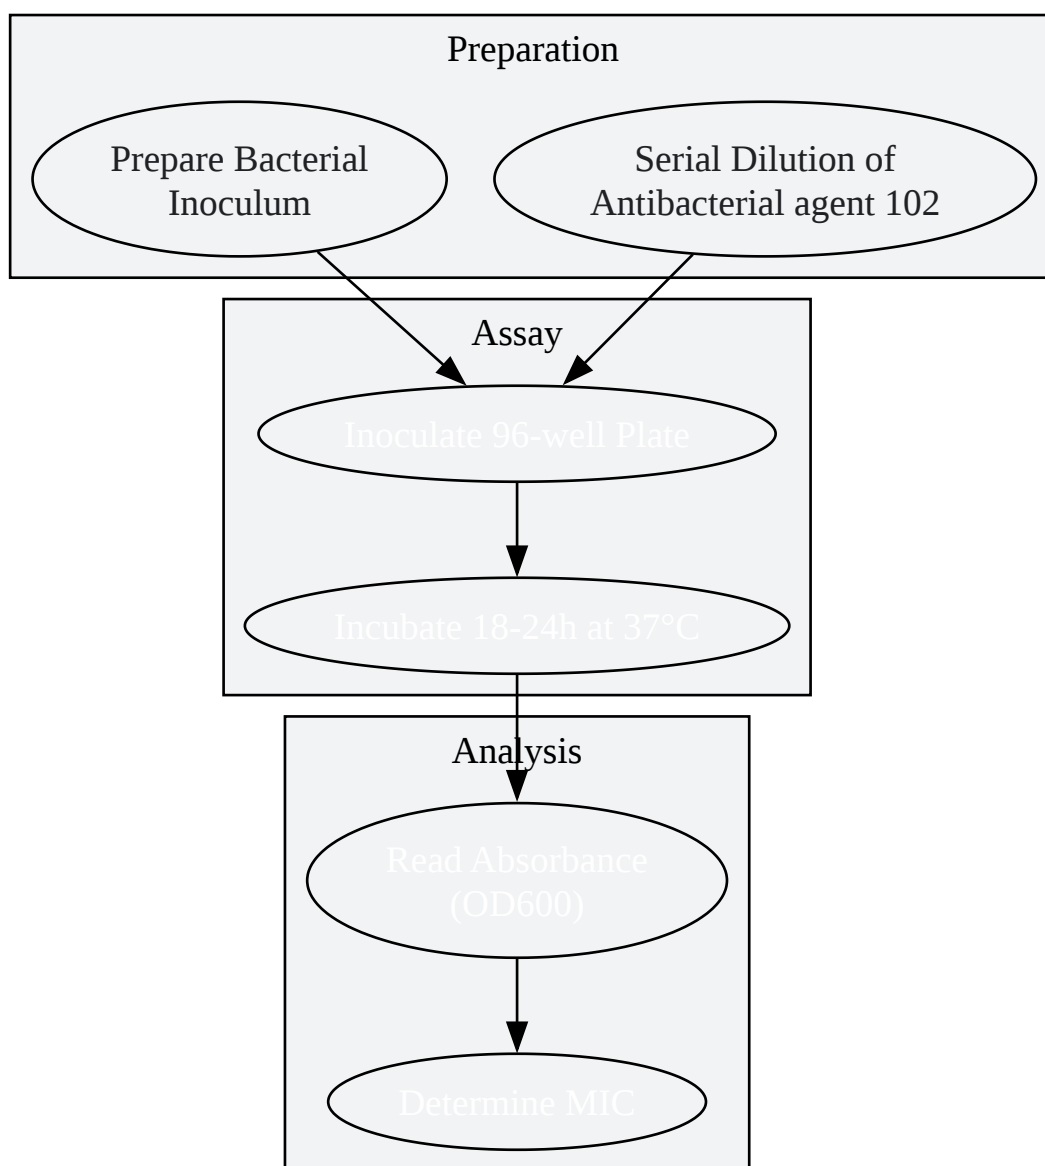 Preparation
Prepare Bacterial
Inoculum
Serial Dilution of
Antibacterial agent 102
Assay
Inoculate 96-well Plate
Incubate 18-24h at 37°C
Analysis
Read Absorbance
(OD600)
Determine MIC